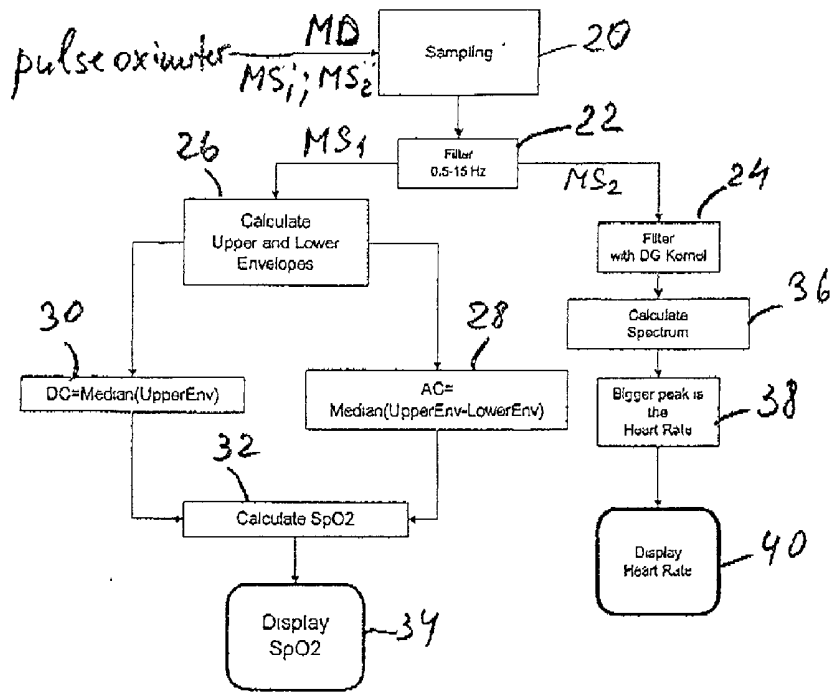 MD
Sampling
20
pulse oximeter
MS₁'; MS₂'
22
MS₁
Filter
0.5-15 Hz
26
MS₂
24
Calculate
Upper and Lower
Envelopes
Filter
with DG Kernel
36
30
28
Calculate
Spectrum
DC=Median(UpperEnv)
AC=
Median(UpperEnv-LowerEnv)
Bigger peak is
the
Heart Rate
38
32
Calculate SpO2
Display
Heart Rate
40
Display
SpO2
34